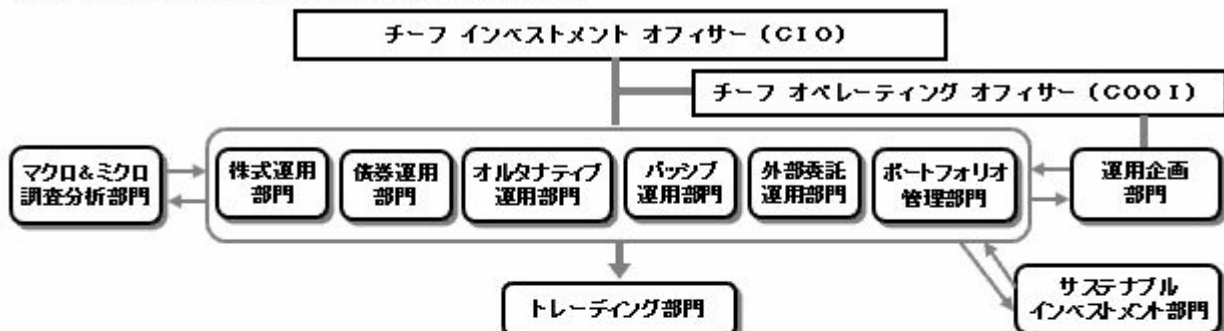 チーフ インベストメント オフィサー (CIO)
チーフ オペレーティング オフィサー (COO I)
マクロ&ミクロ
調査分析部門
株式運用
部門
債券運用
部門
オルタナティブ
運用部門
パッシブ
運用部門
外部委託
運用部門
ポートフォリオ
管理部門
運用企画
部門
トレーディング部門
サステナブル
インベストメント部門